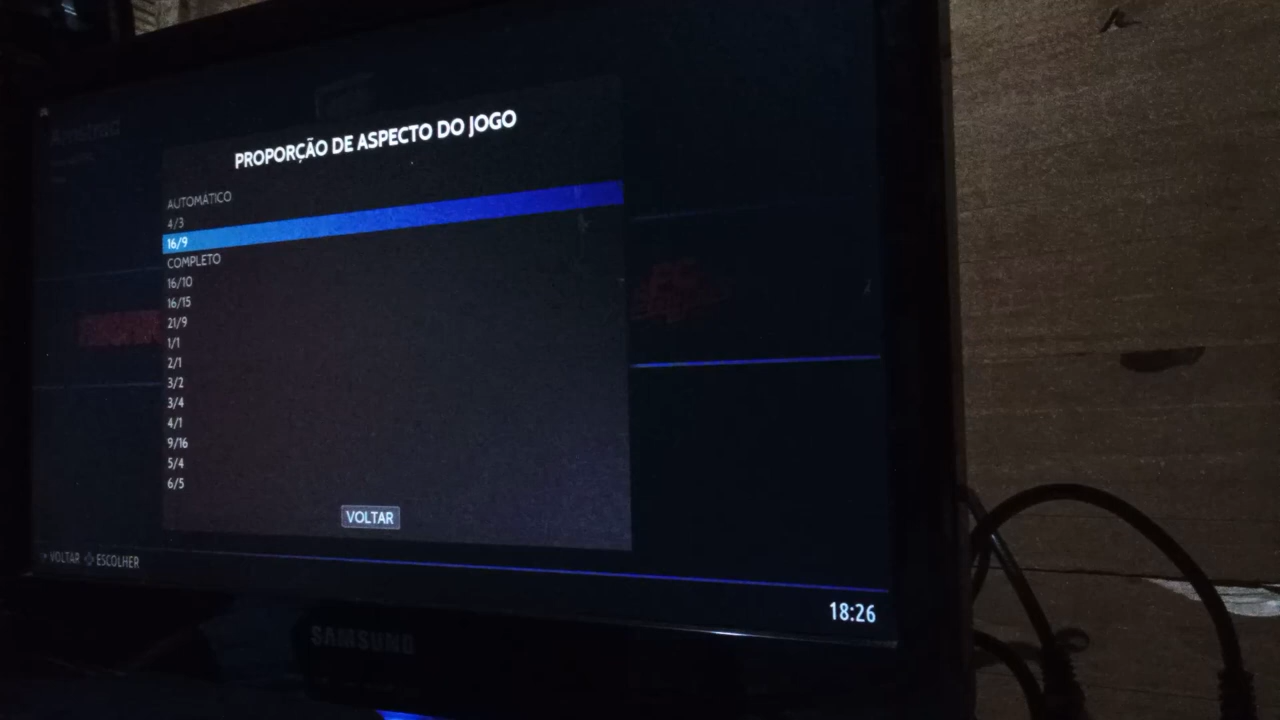 Amstrad
PROPORÇÃO DE ASPECTO DO JOGO
AUTOMÁTICO
4/3
16/9
COMPLETO
16/10
16/15
21/9
1/1
2/1
3/2
3/4
4/1
9/16
5/4
6/5
VOLTAR
VOLTAR ESCOLHER
18:26
SAMSUNG